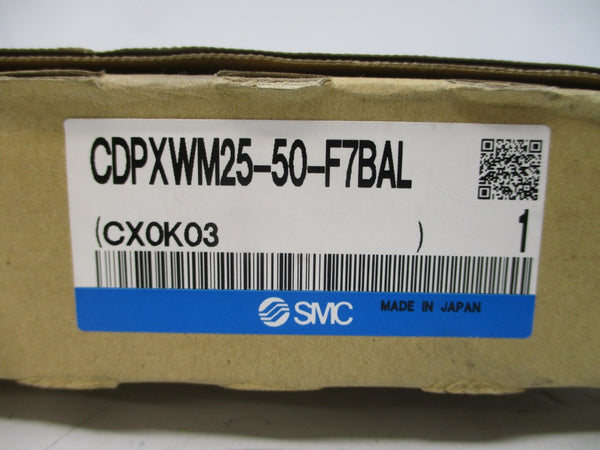 CDPXWM25-50-F7BAL
(CX0K03 )
1
SMC
MADE IN JAPAN